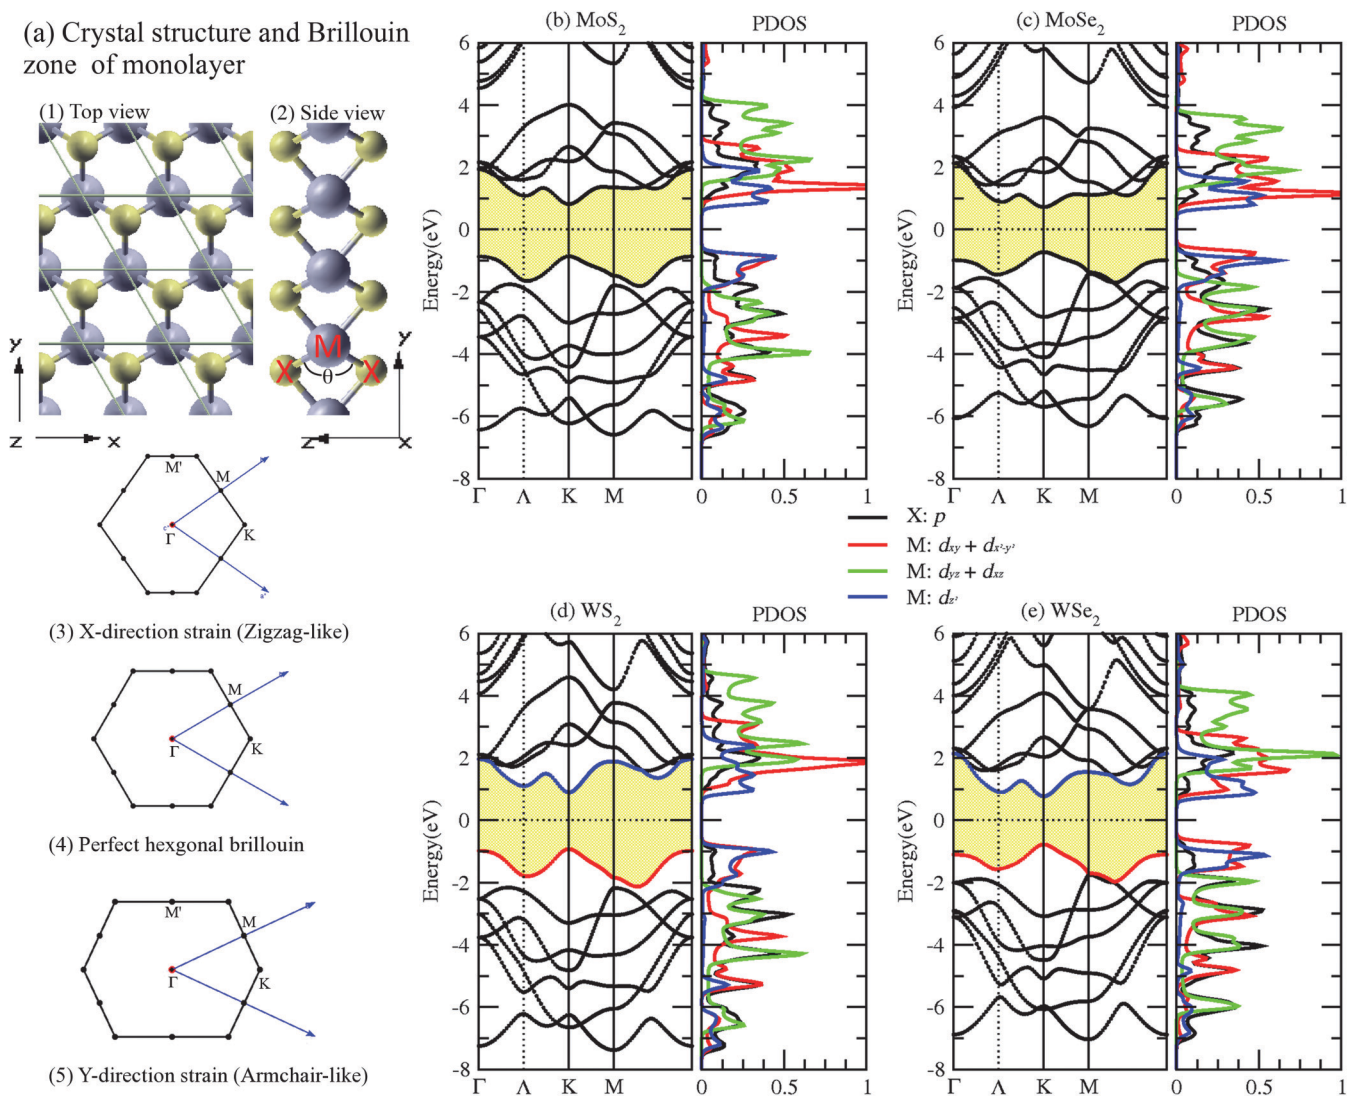 (a) Crystal structure and Brillouin
zone of monolayer
(1) Top view
(2) Side view
Y
Z
X
M
X
X
θ
Y
Z
X
M'
M
K
Γ
(3) X-direction strain (Zigzag-like)
M
K
Γ
(4) Perfect hexgonal brillouin
M'
M
K
Γ
(5) Y-direction strain (Armchair-like)
(b) MoS2
PDOS
Energy(eV)
6
4
2
0
-2
-4
-6
-8
Γ
Λ
K
M
0
0.5
1
(c) MoSe2
PDOS
Energy(eV)
6
4
2
0
-2
-4
-6
-8
Γ
Λ
K
M
0
0.5
1
X: p
M: dxy + dx²-y²
M: dyz + dxz
M: dz²
(d) WS2
PDOS
Energy(eV)
6
4
2
0
-2
-4
-6
-8
Γ
Λ
K
M
0
0.5
1
(e) WSe2
PDOS
Energy(eV)
6
4
2
0
-2
-4
-6
-8
Γ
Λ
K
M
0
0.5
1